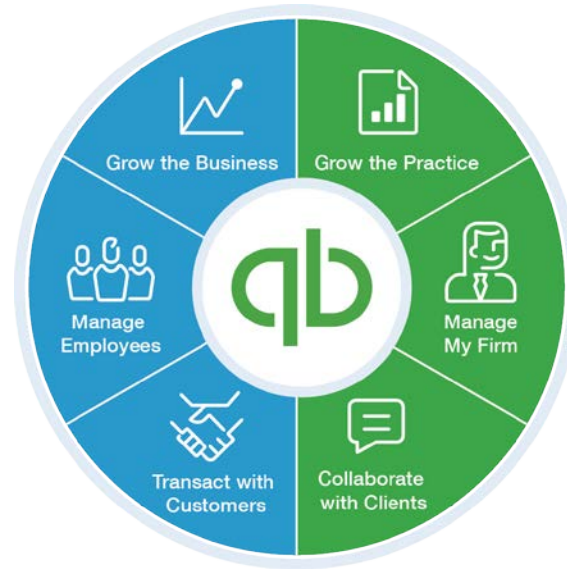 Grow the Business
Grow the Practice
Manage
Employees
Manage
My Firm
Transact with
Customers
Collaborate
with Clients
qb